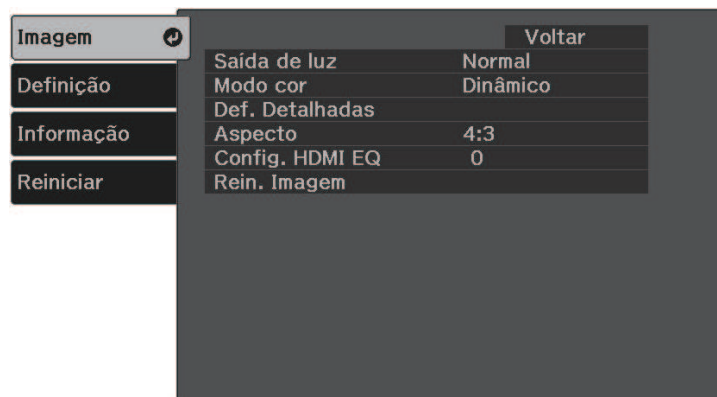 Imagem
Definição
Informação
Reiniciar
Voltar
Saída de luz Normal
Modo cor Dinâmico
Def. Detalhadas
Aspecto 4:3
Config. HDMI EQ 0
Rein. Imagem